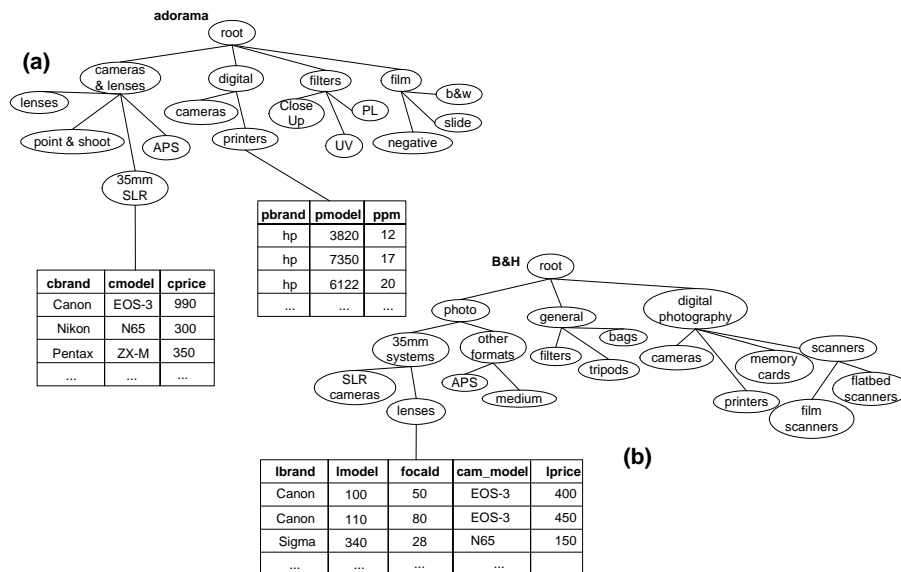 adorama
root
(a)
cameras
& lenses
digital
filters
film
lenses
cameras
Close
Up
PL
b&w
slide
point & shoot
APS
printers
UV
negative
35mm
SLR
pbrand pmodel ppm
hp 3820 12
hp 7350 17
hp 6122 20
... ... ...
cbrand cmodel cprice
Canon EOS-3 990
Nikon N65 300
Pentax ZX-M 350
... ... ...
B&H
root
photo
general
digital
photography
35mm
systems
other
formats
filters
bags
tripods
cameras
memory
cards
scanners
SLR
cameras
APS
medium
lenses
printers
film
scanners
flatbed
scanners
(b)
lbrand lmodel focald cam_model lprice
Canon 100 50 EOS-3 400
Canon 110 80 EOS-3 450
Sigma 340 28 N65 150
... ... ... ...